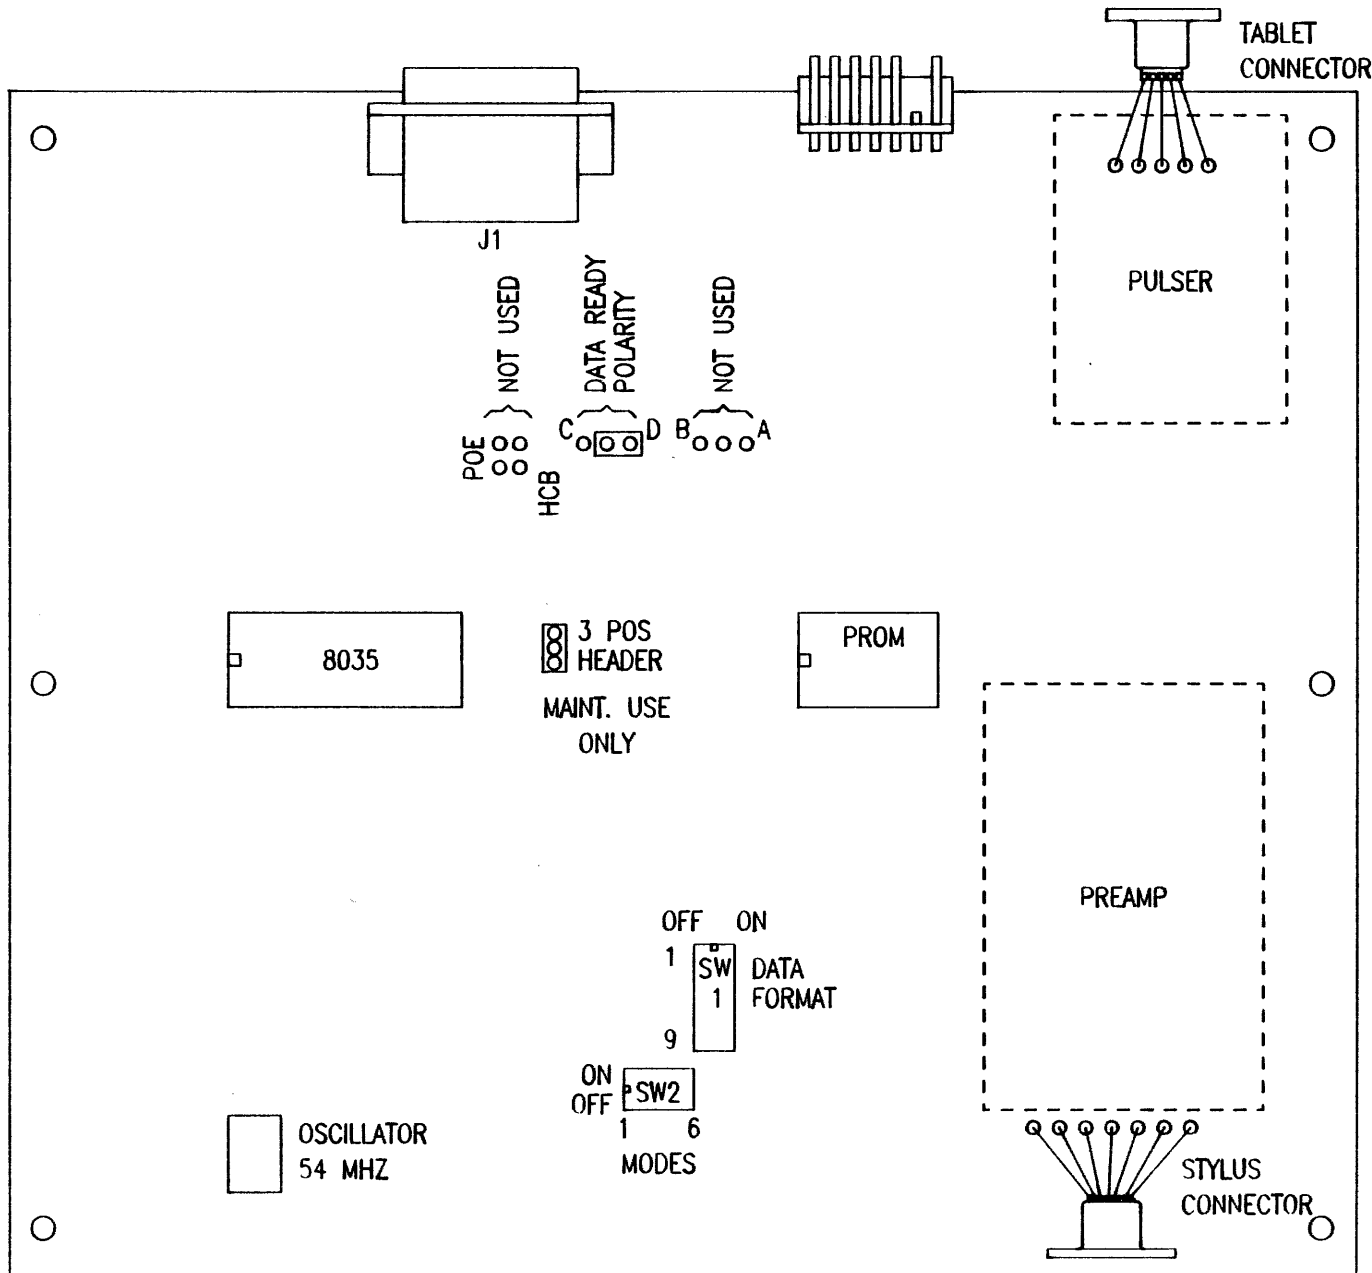 TABLET
CONNECTOR
J1
PULSER
NOT USED
DATA READY
POLARITY
NOT USED
POE
HCB
C
D
B
A
8035
3 POS
HEADER
MAINT. USE
ONLY
PROM
PREAMP
OFF ON
1
SW
1
9
DATA
FORMAT
ON
OFF
SW2
1 6
MODES
OSCILLATOR
54 MHZ
STYLUS
CONNECTOR